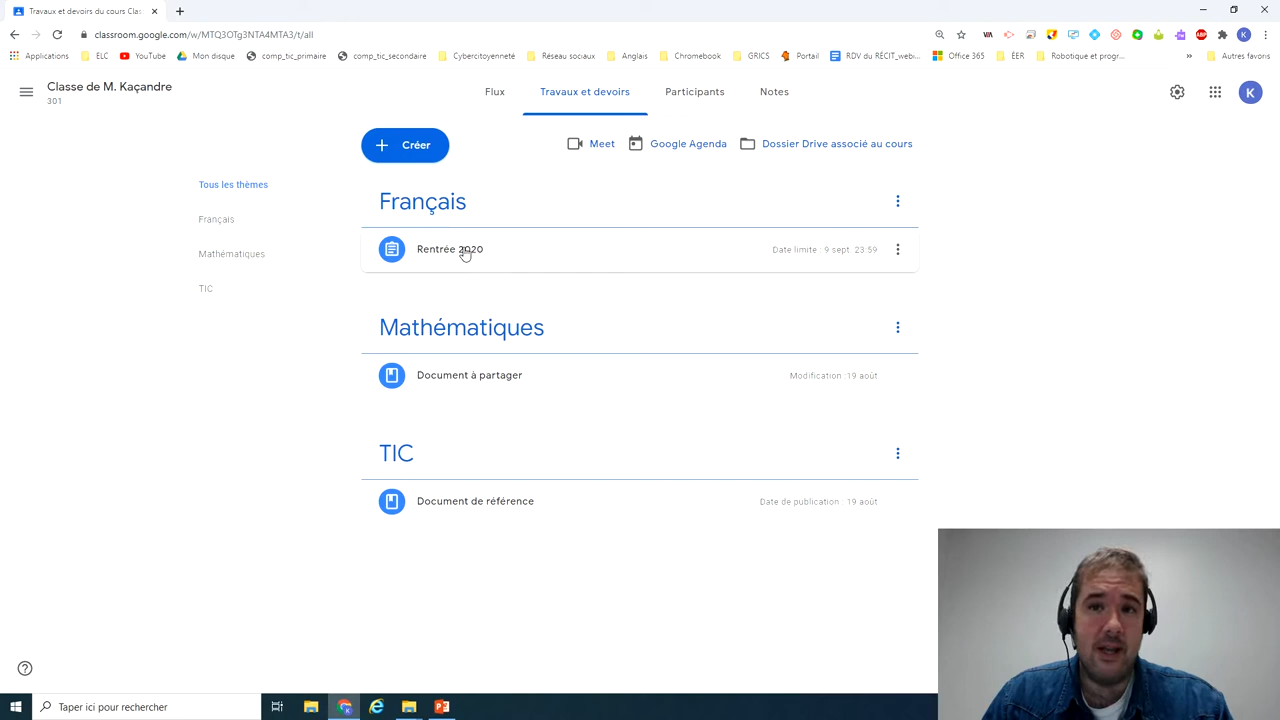 Travaux et devoirs du cours Clas
classroom.google.com/w/MTQ3OTg3NTA4MTA3/t/all
Applications ELC YouTube Mon disque comp_tic_primaire comp_tic_secondaire Cybercitoyenneté Réseau sociaux Anglais Chromebook GRICS Portail RDV du RÉCIT_web... Office 365 ÉER Robotique et progr... » Autres favoris
Classe de M. Kaçandre
301
Flux Travaux et devoirs Participants Notes
K
Créer
Meet Google Agenda Dossier Drive associé au cours
Tous les thèmes
Français
Mathématiques
TIC
Français
Rentrée 2020 Date limite : 9 sept. 23:59
Mathématiques
Document à partager Modification :19 août
TIC
Document de référence Date de publication : 19 août
Taper ici pour rechercher